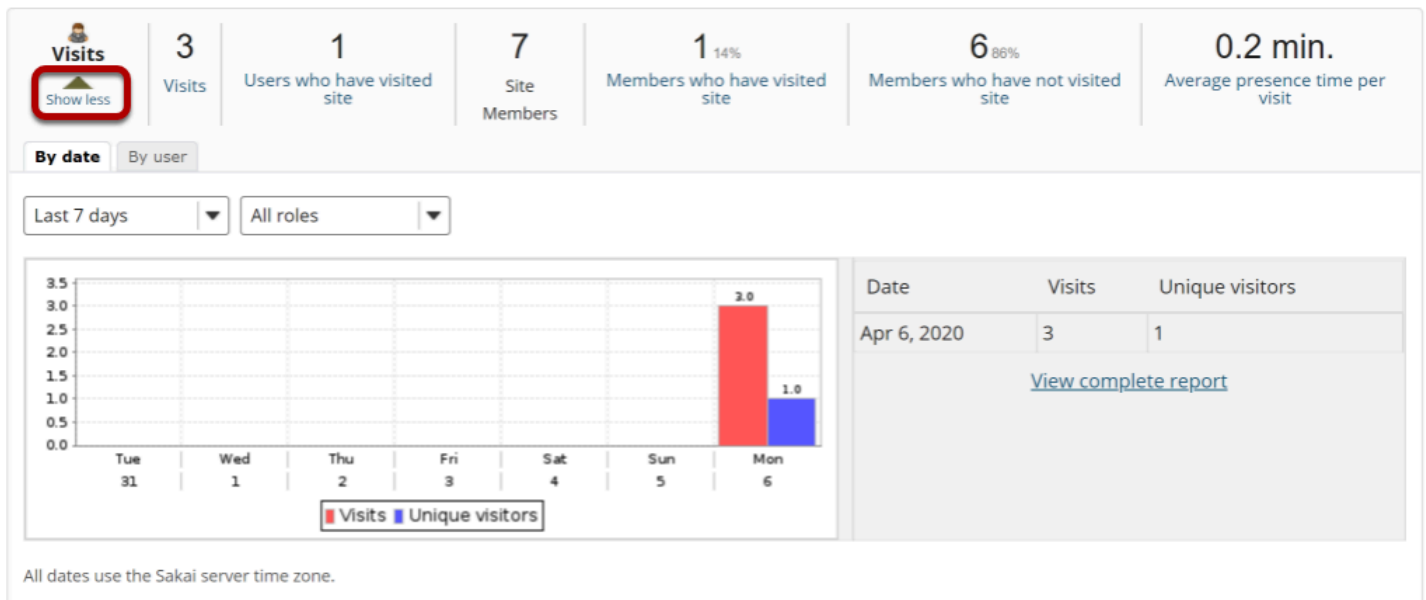 Visits
Show less
3
Visits
1
Users who have visited
site
7
Site
Members
1 14%
Members who have visited
site
6 86%
Members who have not visited
site
0.2 min.
Average presence time per
visit
By date By user
Last 7 days All roles
3.5
3.0
2.5
2.0
1.5
1.0
0.5
0.0
3.0
1.0
Tue Wed Thu Fri Sat Sun Mon
31 1 2 3 4 5 6
Visits Unique visitors
Date Visits Unique visitors
Apr 6, 2020 3 1
View complete report
All dates use the Sakai server time zone.